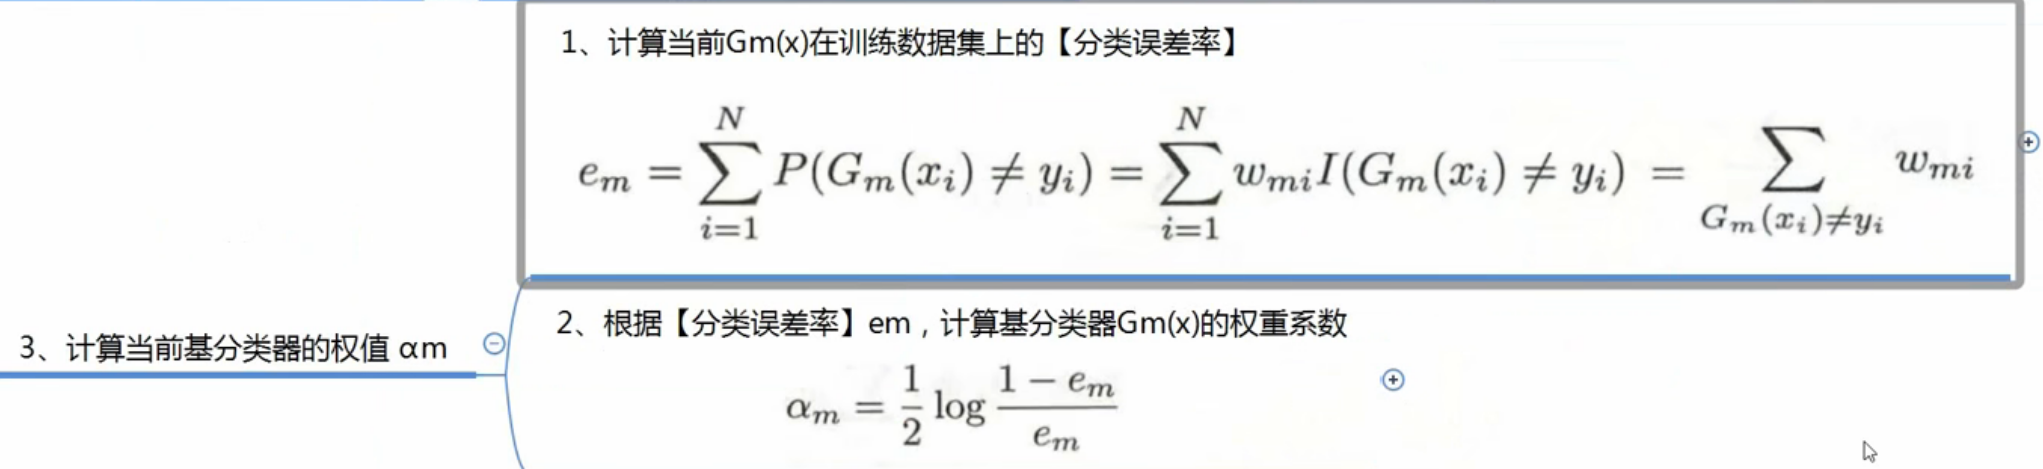 1、计算当前Gm(x)在训练数据集上的【分类误差率】
$e_m = \sum_{i=1}^{N} P(G_m(x_i) \neq y_i) = \sum_{i=1}^{N} w_{mi} I(G_m(x_i) \neq y_i) = \sum_{G_m(x_i) \neq y_i} w_{mi}$
3、计算当前基分类器的权值 αm
2、根据【分类误差率】em，计算基分类器Gm(x)的权重系数
$\alpha_m = \frac{1}{2} \log \frac{1 - e_m}{e_m}$